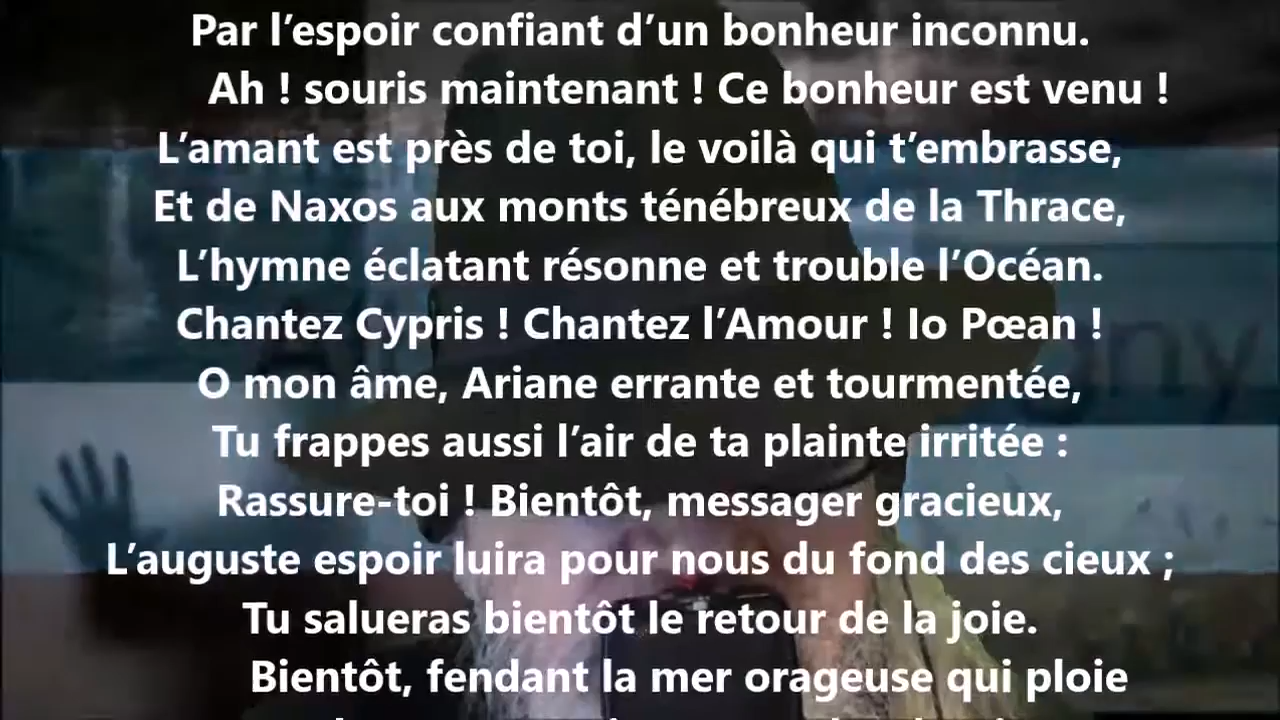 Par l’espoir confiant d’un bonheur inconnu.
Ah ! souris maintenant ! Ce bonheur est venu !
L’amant est près de toi, le voilà qui t’embrasse,
Et de Naxos aux monts ténébreux de la Thrace,
L’hymne éclatant résonne et trouble l’Océan.
Chantez Cypris ! Chantez l’Amour ! Io Pœan !
O mon âme, Ariane errante et tourmentée,
Tu frappes aussi l’air de ta plainte irritée :
Rassure-toi ! Bientôt, messager gracieux,
L’auguste espoir luira pour nous du fond des cieux ;
Tu salueras bientôt le retour de la joie.
Bientôt, fendant la mer orageuse qui ploie